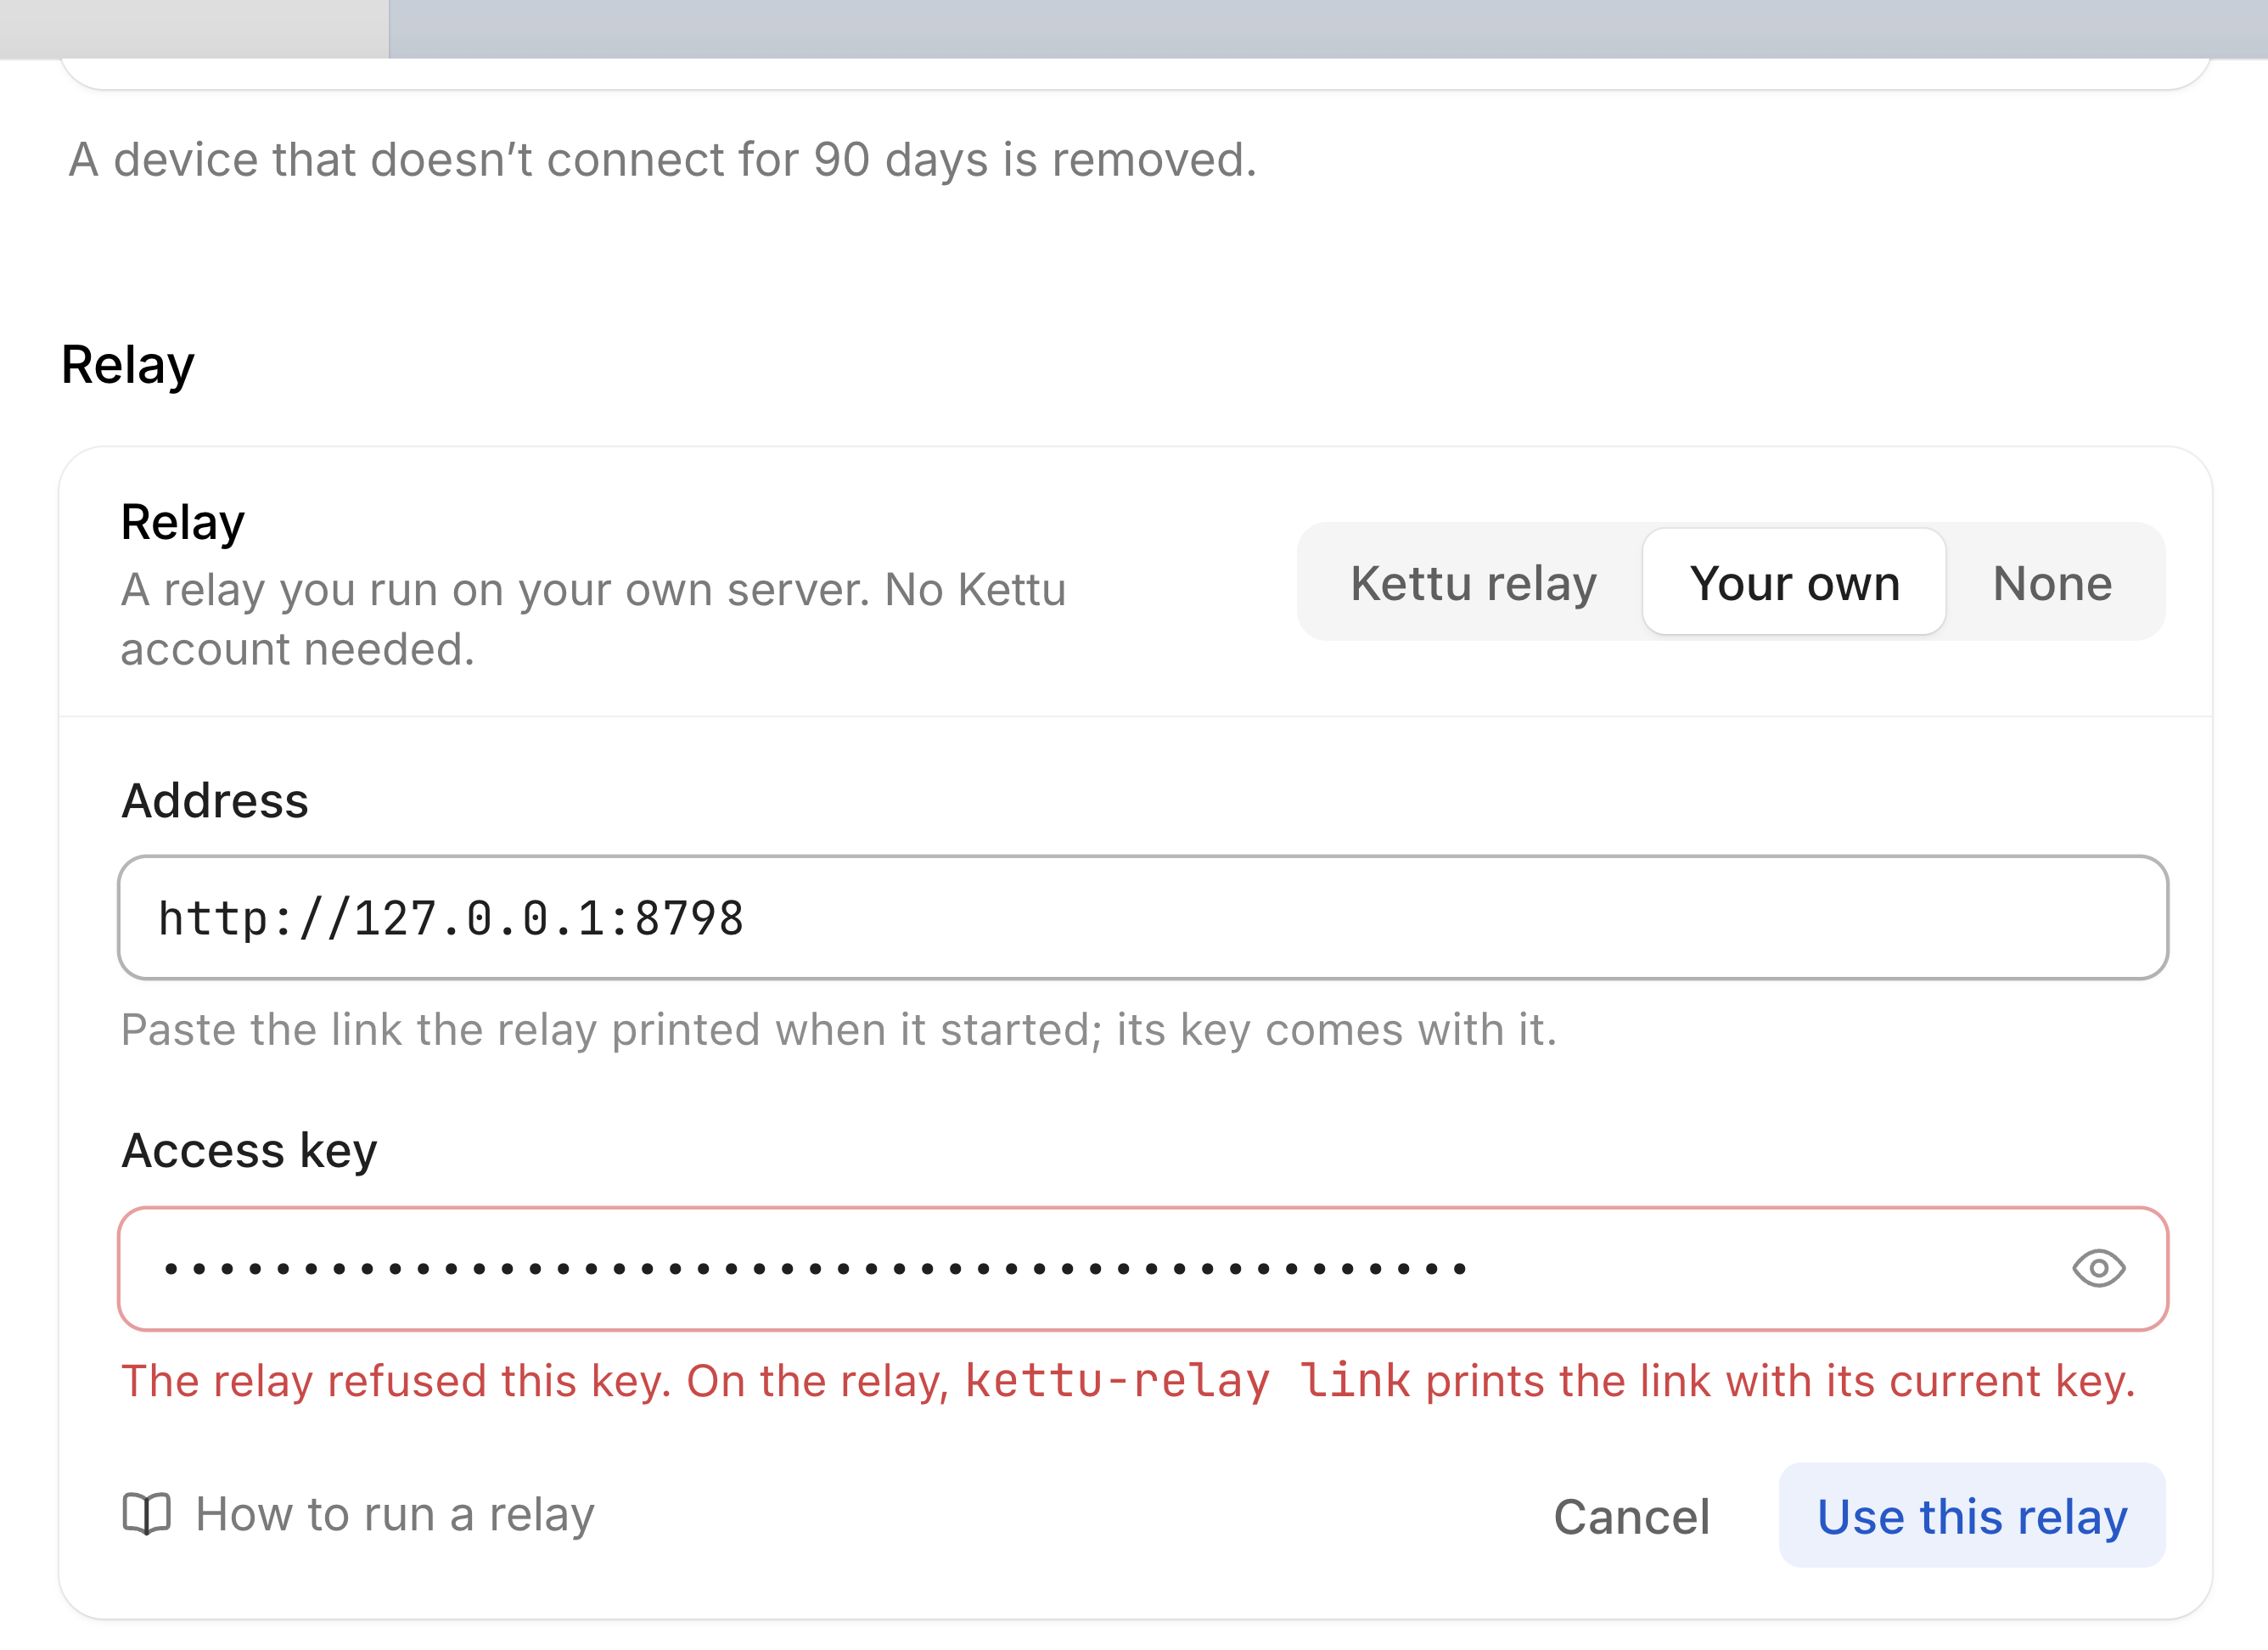 A device that doesn’t connect for 90 days is removed.
Relay
Relay
A relay you run on your own server. No Kettu
account needed.
Kettu relay
Your own
None
Address
http://127.0.0.1:8798
Paste the link the relay printed when it started; its key comes with it.
Access key
The relay refused this key. On the relay, kettu-relay link prints the link with its current key.
How to run a relay
Cancel
Use this relay